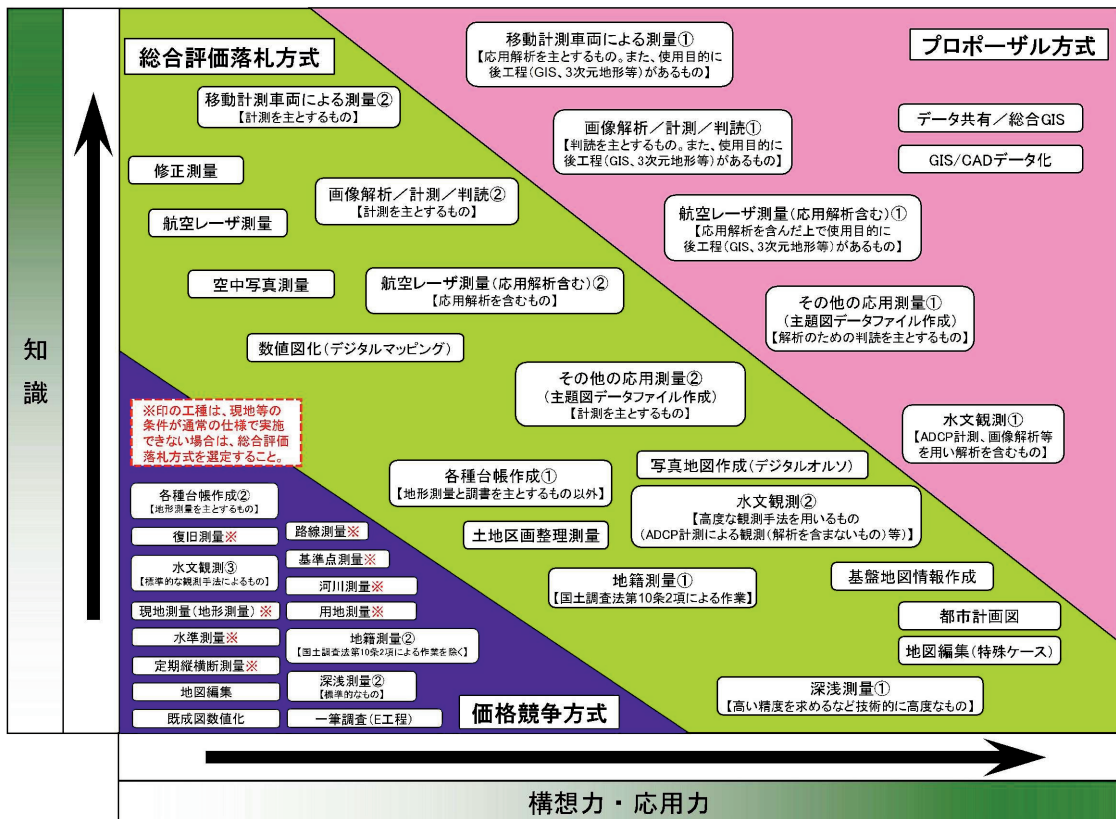 総合評価落札方式
プロポーザル方式
移動計測車両による測量①
【応用解析を主とするもの。また、使用目的に
後工程(GIS、3次元地形等)があるもの】
移動計測車両による測量②
【計測を主とするもの】
画像解析／計測／判読①
【判読を主とするもの。また、使用目的に
後工程(GIS、3次元地形等)があるもの】
データ共有／総合GIS
GIS/CADデータ化
修正測量
画像解析／計測／判読②
【計測を主とするもの】
航空レーザ測量
航空レーザ測量(応用解析含む)①
【応用解析を含んだ上で使用目的に
後工程(GIS、3次元地形等)があるもの】
空中写真測量
航空レーザ測量(応用解析含む)②
【応用解析を含むもの】
その他の応用測量①
(主題図データファイル作成)
【解析のための判読を主とするもの】
数値図化(デジタルマッピング)
その他の応用測量②
(主題図データファイル作成)
【計測を主とするもの】
知
識
※印の工種は、現地等の
条件が通常の仕様で実施
できない場合は、総合評価
落札方式を選定すること。
水文観測①
【ADCP計測、画像解析等
を用い解析を含むもの】
各種台帳作成①
【地形測量と調書を主とするもの以外】
写真地図作成(デジタルオルソ)
水文観測②
【高度な観測手法を用いるもの
(ADCP計測による観測(解析を含まないもの)等)】
土地区画整理測量
地籍測量①
【国土調査法第10条2項による作業】
基盤地図情報作成
都市計画図
地図編集(特殊ケース)
深浅測量①
【高い精度を求めるなど技術的に高度なもの】
各種台帳作成②
【地形測量を主とするもの】
復旧測量※
水文観測③
【標準的な観測手法によるもの】
現地測量(地形測量)※
水準測量※
定期縦横断測量※
地図編集
既成図数値化
路線測量※
基準点測量※
河川測量※
用地測量※
地籍測量②
【国土調査法第10条2項による作業を除く】
深浅測量②
【標準的なもの】
一筆調査(E工程)
価格競争方式
構想力・応用力